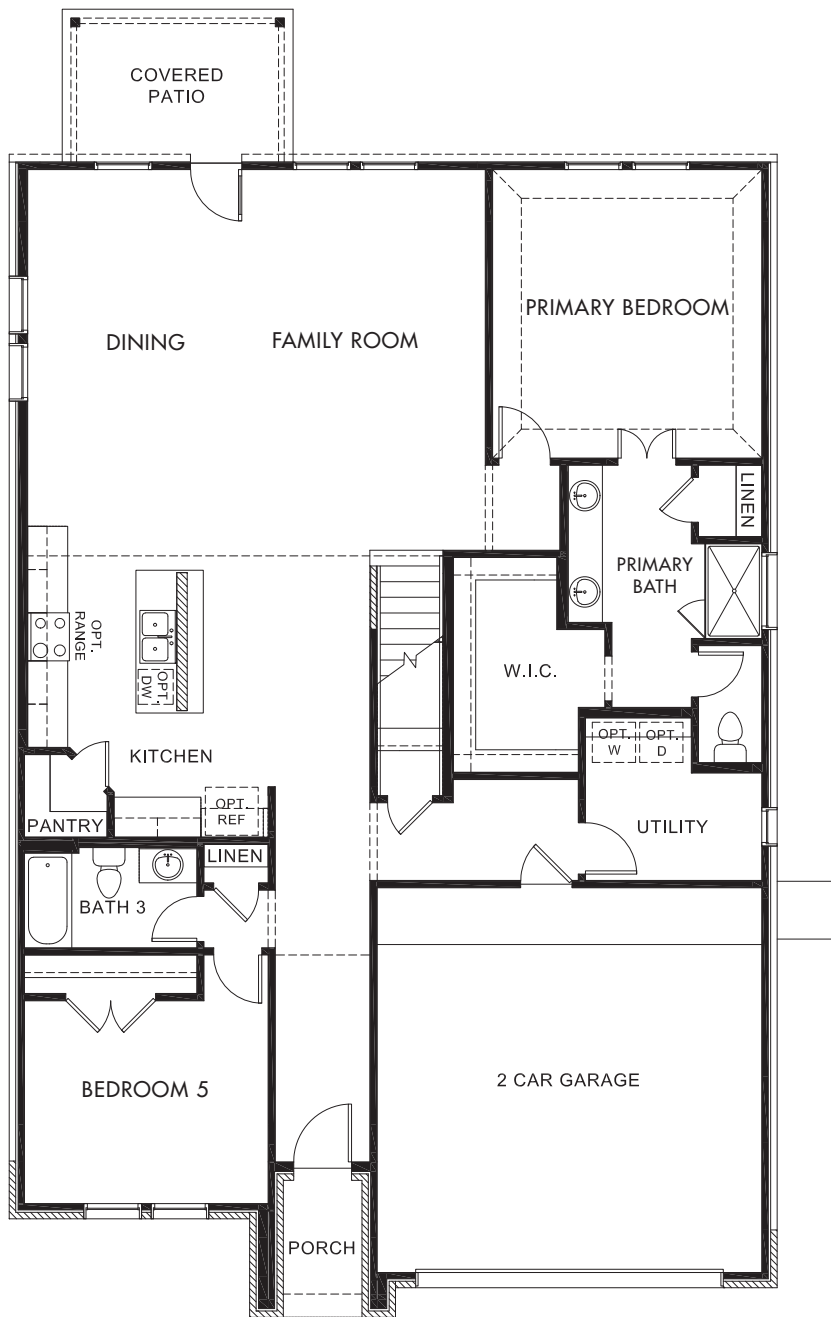 COVERED
PATIO
PRIMARY BEDROOM
DINING
FAMILY ROOM
LINEN
PRIMARY
BATH
OPT.
RANGE
W.I.C.
OPT.
DW
OPT.
W
OPT.
D
KITCHEN
OPT.
REF
PANTRY
UTILITY
LINEN
BATH 3
2 CAR GARAGE
BEDROOM 5
PORCH